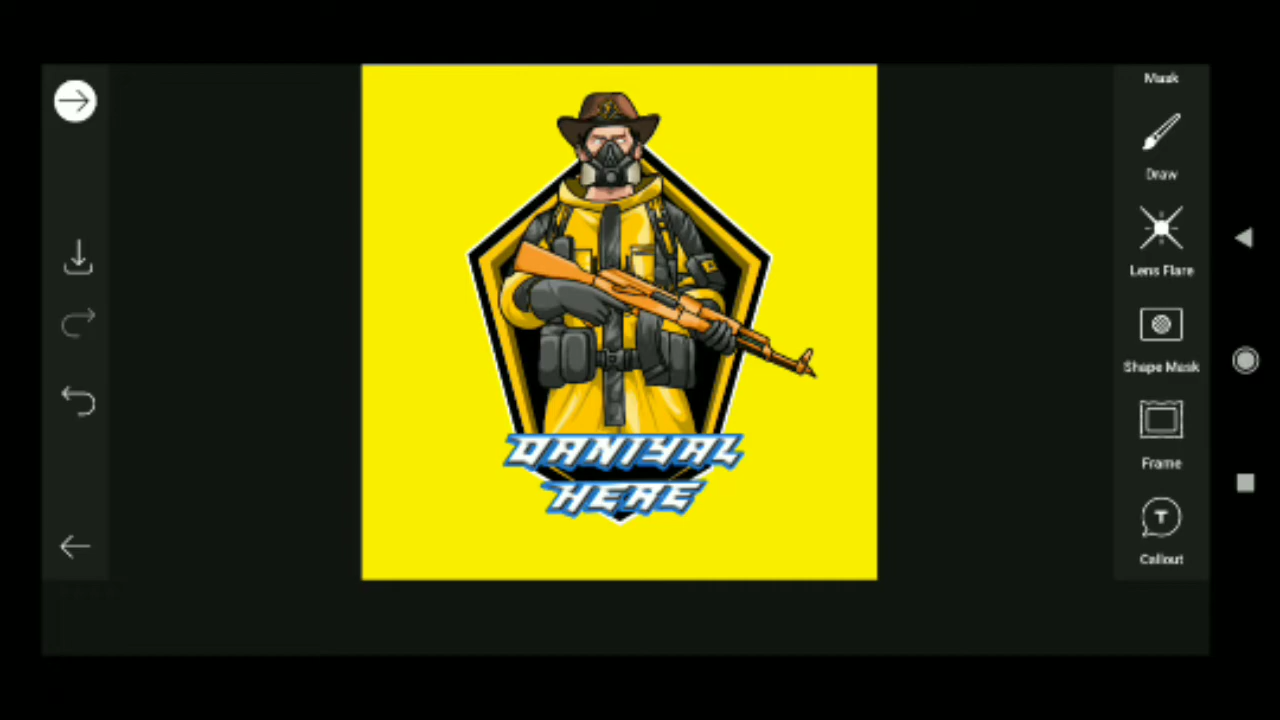 Mask
Draw
Lens Flare
Shape Mask
Frame
T
Callout
DANIYAL
HERE